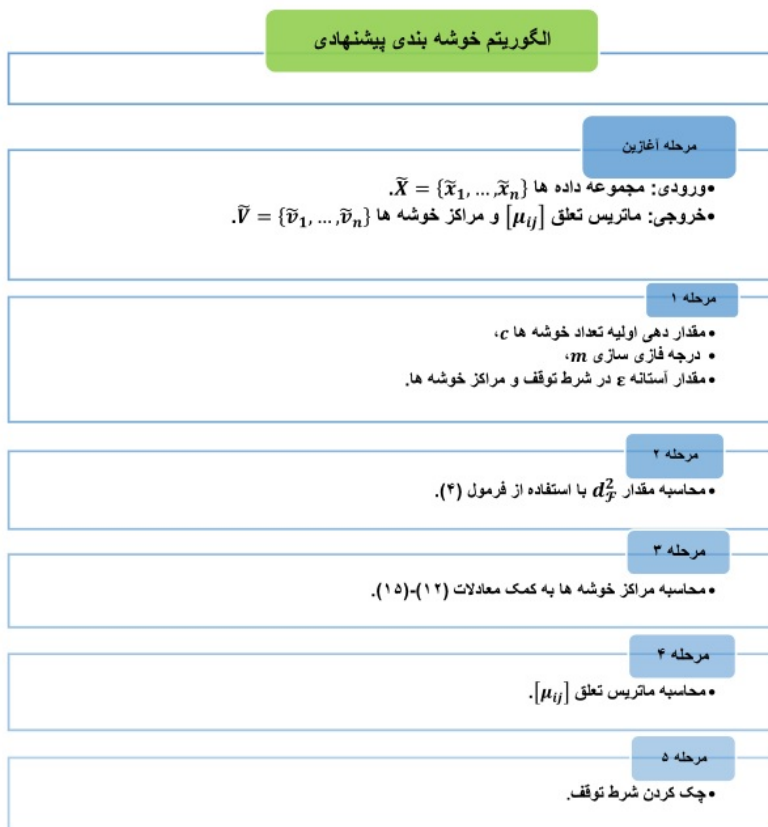 الگوریتم خوشه بندی پیشنهادی
مرحله آغازین
•ورودی: مجموعه داده ها X̃ = {x̃₁, … ,x̃ₙ}.
•خروجی: ماتریس تعلق [μᵢⱼ] و مراکز خوشه ها Ṽ = {ṽ₁, … ,ṽₙ}.
مرحله ۱
•مقدار دهی اولیه تعداد خوشه ها c،
• درجه فازی سازی m،
•مقدار آستانه ε در شرط توقف و مراکز خوشه ها.
مرحله ۲
•محاسبه مقدار d²_ℱ با استفاده از فرمول (۴).
مرحله ۳
•محاسبه مراکز خوشه ها به کمک معادلات (۱۲)-(۱۵).
مرحله ۴
•محاسبه ماتریس تعلق [μᵢⱼ].
مرحله ۵
•چک کردن شرط توقف.